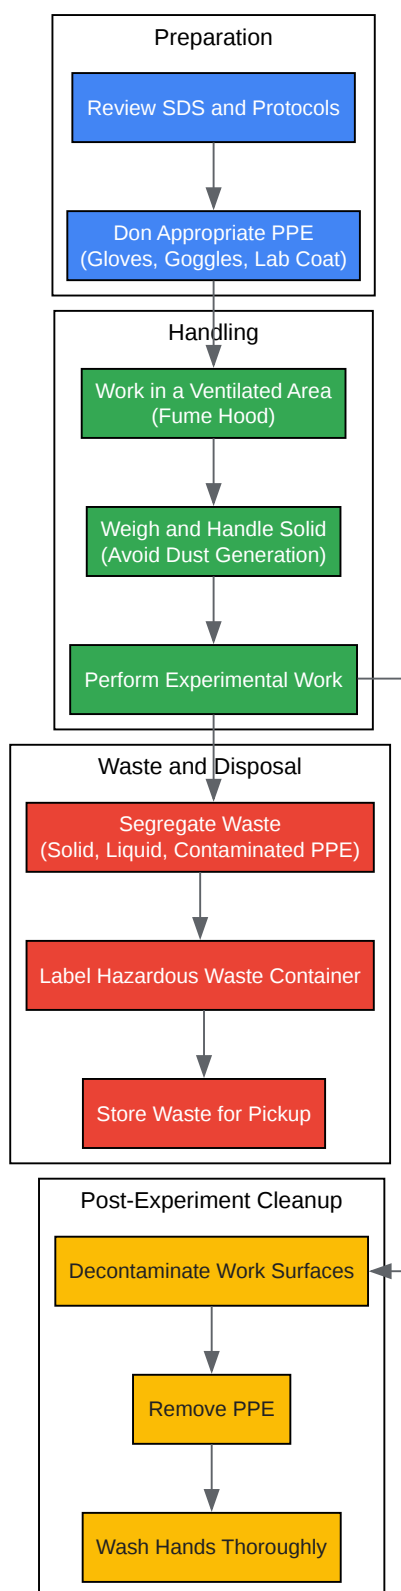 Preparation
Review SDS and Protocols
Don Appropriate PPE
(Gloves, Goggles, Lab Coat)
Handling
Work in a Ventilated Area
(Fume Hood)
Weigh and Handle Solid
(Avoid Dust Generation)
Perform Experimental Work
Waste and Disposal
Segregate Waste
(Solid, Liquid, Contaminated PPE)
Label Hazardous Waste Container
Store Waste for Pickup
Post-Experiment Cleanup
Decontaminate Work Surfaces
Remove PPE
Wash Hands Thoroughly